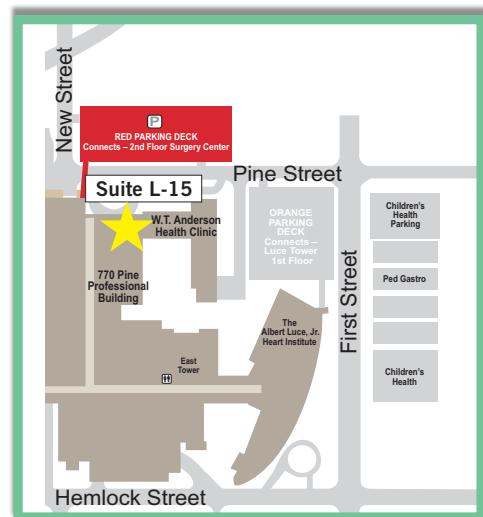 New Street
P
RED PARKING DECK
Connects – 2nd Floor Surgery Center
Pine Street
Suite L-15
W.T. Anderson
Health Clinic
ORANGE
PARKING
DECK
Connects –
Luce Tower
1st Floor
Children's
Health
Parking
770 Pine
Professional
Building
Ped Gastro
First Street
The
Albert Luce, Jr.
Heart Institute
East
Tower
Children's
Health
Hemlock Street